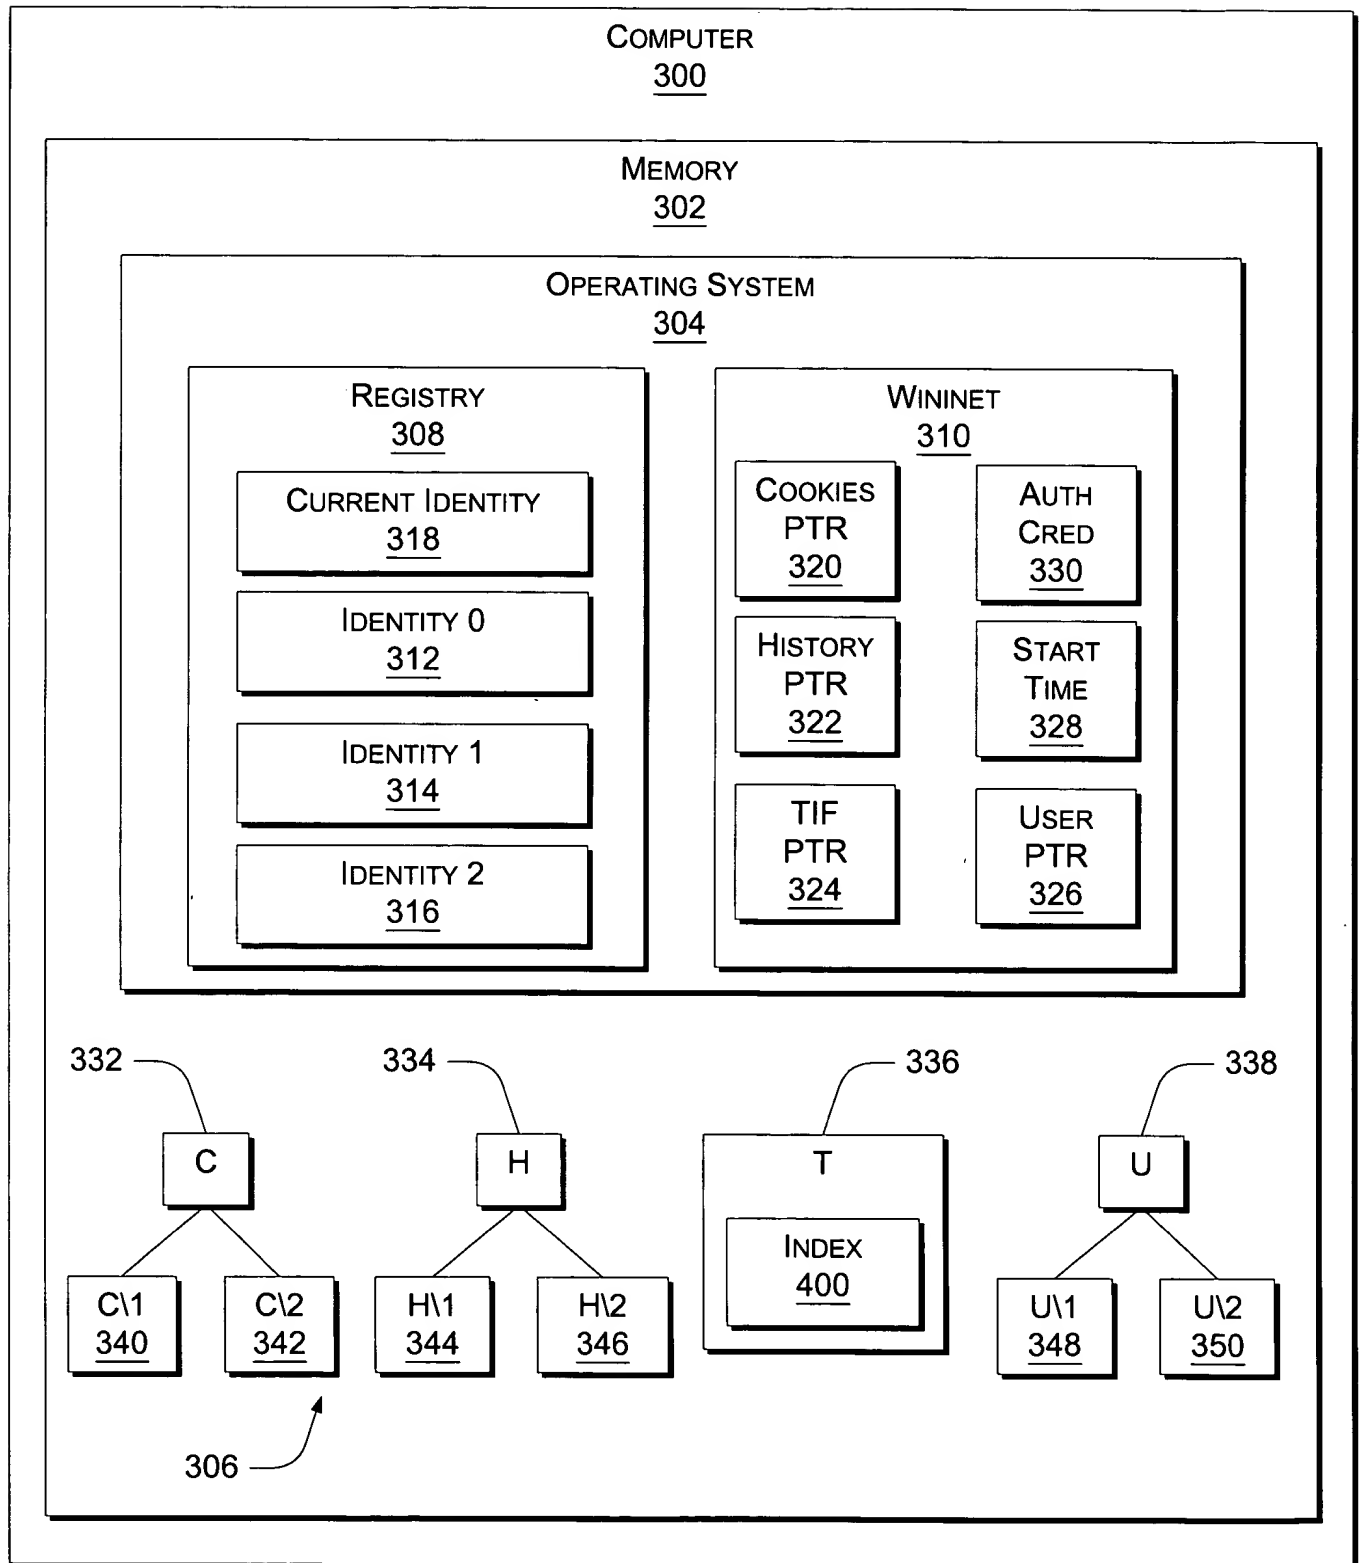 COMPUTER
300
MEMORY
302
OPERATING SYSTEM
304
REGISTRY
308
CURRENT IDENTITY
318
IDENTITY 0
312
IDENTITY 1
314
IDENTITY 2
316
WININET
310
COOKIES
PTR
320
AUTH
CRED
330
HISTORY
PTR
322
START
TIME
328
TIF
PTR
324
USER
PTR
326
332
334
336
338
C
H
T
U
INDEX
400
C\1
340
C\2
342
H\1
344
H\2
346
U\1
348
U\2
350
306